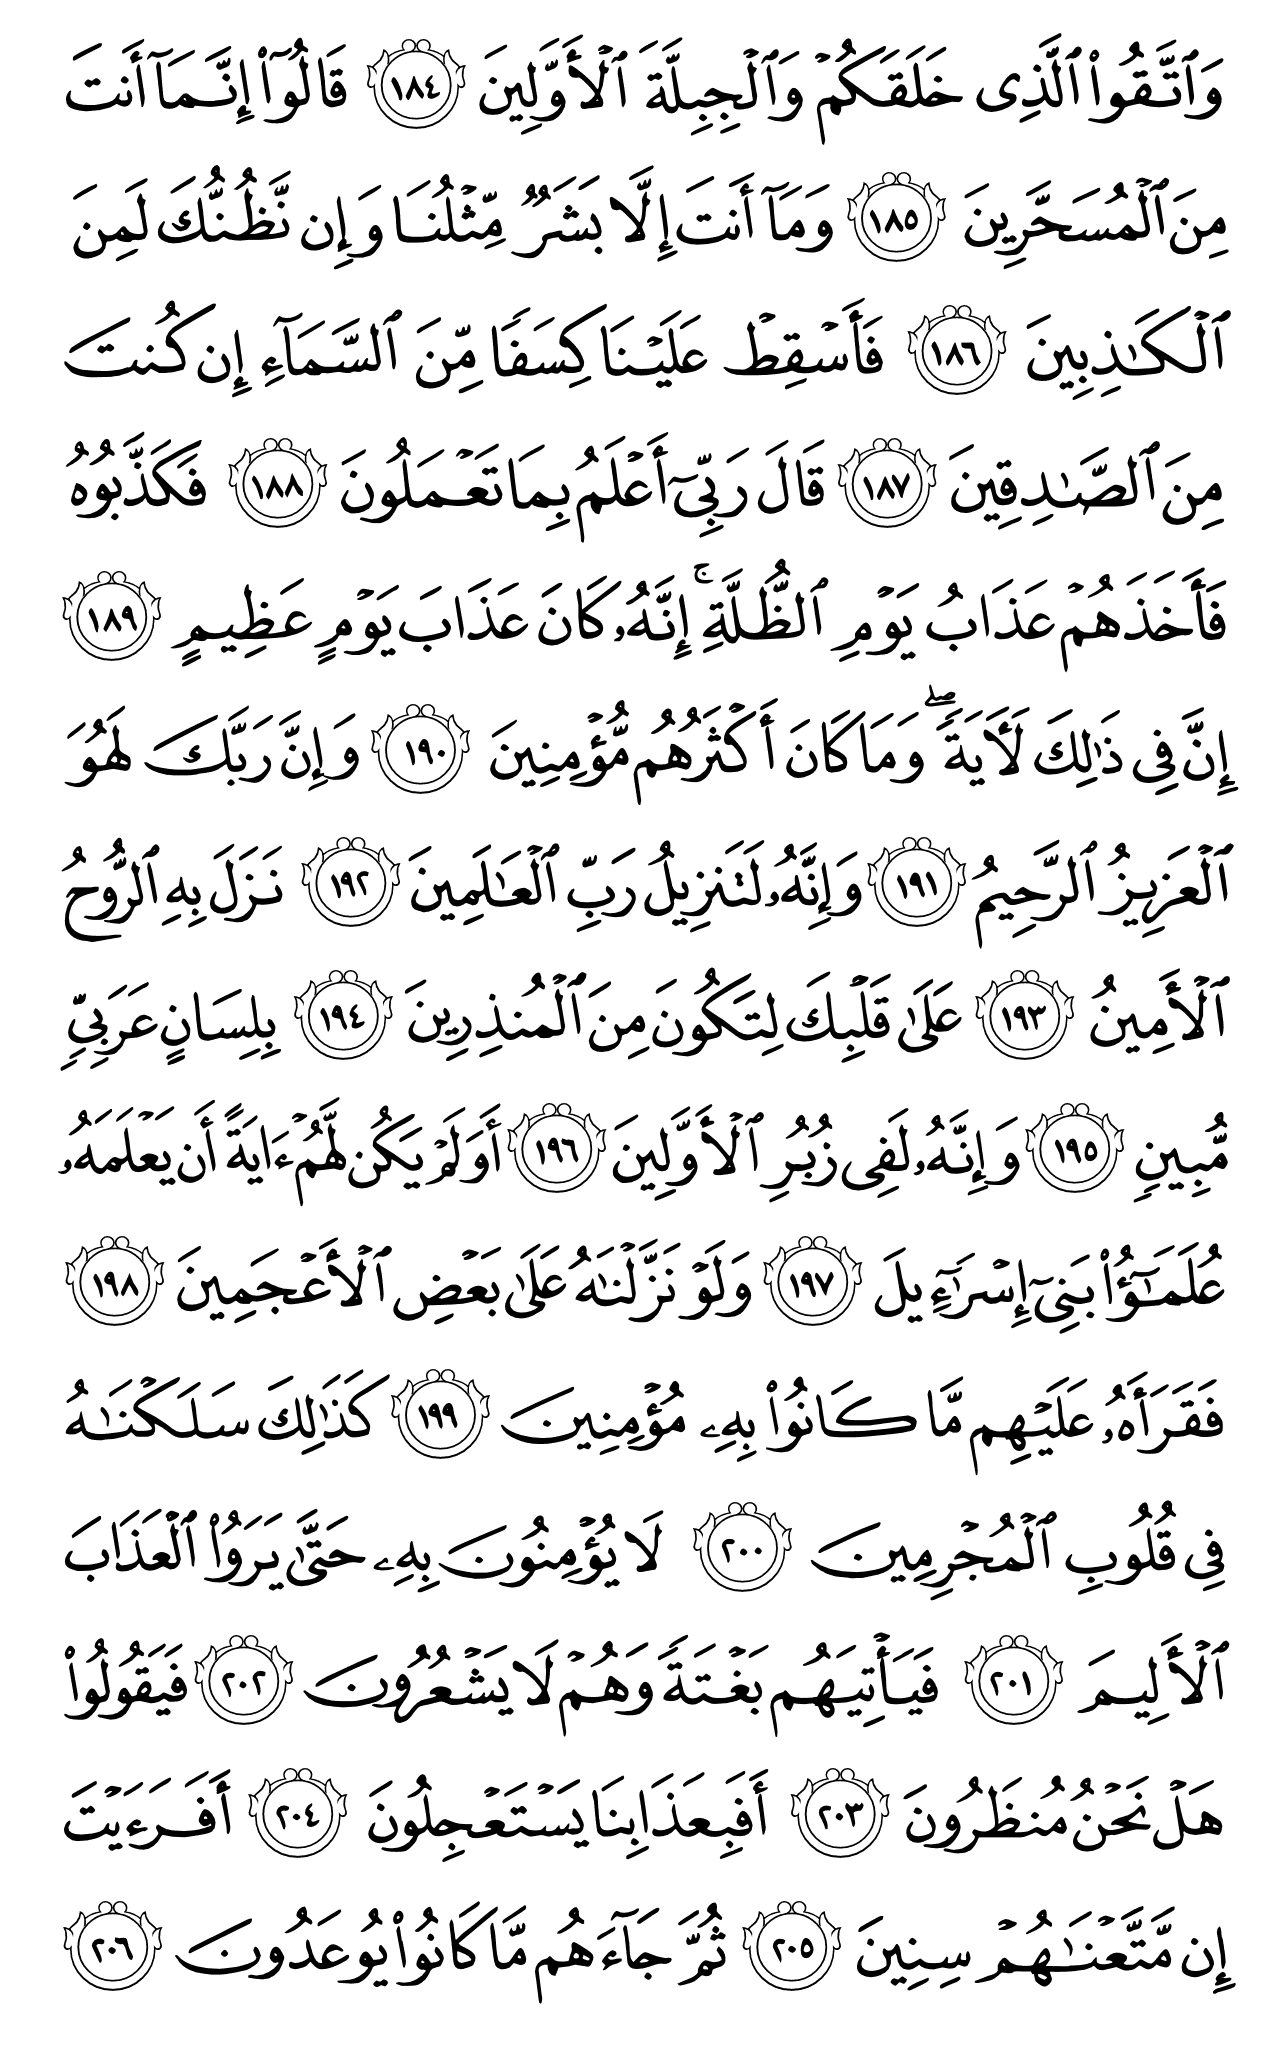 وَٱتَّقُوا۟ ٱلَّذِى خَلَقَكُمْ وَٱلْجِبِلَّةَ ٱلْأَوَّلِينَ ١٨٤ قَالُوٓا۟ إِنَّمَآ أَنتَ
مِنَ ٱلْمُسَحَّرِينَ ١٨٥ وَمَآ أَنتَ إِلَّا بَشَرٌ مِّثْلُنَا وَإِن نَّظُنُّكَ لَمِنَ
ٱلْكَـٰذِبِينَ ١٨٦ فَأَسْقِطْ عَلَيْنَا كِسَفًا مِّنَ ٱلسَّمَآءِ إِن كُنتَ
مِنَ ٱلصَّـٰدِقِينَ ١٨٧ قَالَ رَبِّىٓ أَعْلَمُ بِمَا تَعْمَلُونَ ١٨٨ فَكَذَّبُوهُ
فَأَخَذَهُمْ عَذَابُ يَوْمِ ٱلظُّلَّةِ ۚ إِنَّهُۥ كَانَ عَذَابَ يَوْمٍ عَظِيمٍ ١٨٩
إِنَّ فِى ذَٰلِكَ لَـَٔايَةً ۖ وَمَا كَانَ أَكْثَرُهُم مُّؤْمِنِينَ ١٩٠ وَإِنَّ رَبَّكَ لَهُوَ
ٱلْعَزِيزُ ٱلرَّحِيمُ ١٩١ وَإِنَّهُۥ لَتَنزِيلُ رَبِّ ٱلْعَـٰلَمِينَ ١٩٢ نَزَلَ بِهِ ٱلرُّوحُ
ٱلْأَمِينُ ١٩٣ عَلَىٰ قَلْبِكَ لِتَكُونَ مِنَ ٱلْمُنذِرِينَ ١٩٤ بِلِسَانٍ عَرَبِىٍّ
مُّبِينٍ ١٩٥ وَإِنَّهُۥ لَفِى زُبُرِ ٱلْأَوَّلِينَ ١٩٦ أَوَلَمْ يَكُن لَّهُمْ ءَايَةً أَن يَعْلَمَهُۥ
عُلَمَـٰٓؤُا۟ بَنِىٓ إِسْرَٰٓءِيلَ ١٩٧ وَلَوْ نَزَّلْنَـٰهُ عَلَىٰ بَعْضِ ٱلْأَعْجَمِينَ ١٩٨
فَقَرَأَهُۥ عَلَيْهِم مَّا كَانُوا۟ بِهِۦ مُؤْمِنِينَ ١٩٩ كَذَٰلِكَ سَلَكْنَـٰهُ
فِى قُلُوبِ ٱلْمُجْرِمِينَ ٢٠٠ لَا يُؤْمِنُونَ بِهِۦ حَتَّىٰ يَرَوُا۟ ٱلْعَذَابَ
ٱلْأَلِيمَ ٢٠١ فَيَأْتِيَهُم بَغْتَةً وَهُمْ لَا يَشْعُرُونَ ٢٠٢ فَيَقُولُوا۟
هَلْ نَحْنُ مُنظَرُونَ ٢٠٣ أَفَبِعَذَابِنَا يَسْتَعْجِلُونَ ٢٠٤ أَفَرَءَيْتَ
إِن مَّتَّعْنَـٰهُمْ سِنِينَ ٢٠٥ ثُمَّ جَآءَهُم مَّا كَانُوا۟ يُوعَدُونَ ٢٠٦